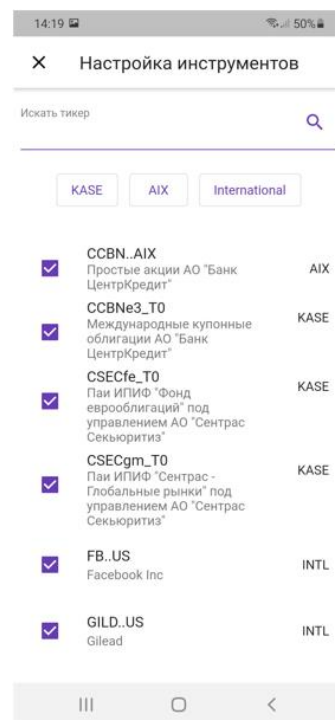 14:19 50%
Настройка инструментов
Искать тикер
KASE AIX International
CCBN..AIX
Простые акции АО "Банк
ЦентрКредит"
AIX
CCBNe3_T0
Международные купонные
облигации АО "Банк
ЦентрКредит"
KASE
CSECfe_T0
Паи ИПИФ "Фонд
еврооблигаций" под
управлением АО "Сентрас
Секьюритиз"
KASE
CSECgm_T0
Паи ИПИФ "Сентрас -
Глобальные рынки" под
управлением АО "Сентрас
Секьюритиз"
KASE
FB..US
Facebook Inc
INTL
GILD..US
Gilead
INTL